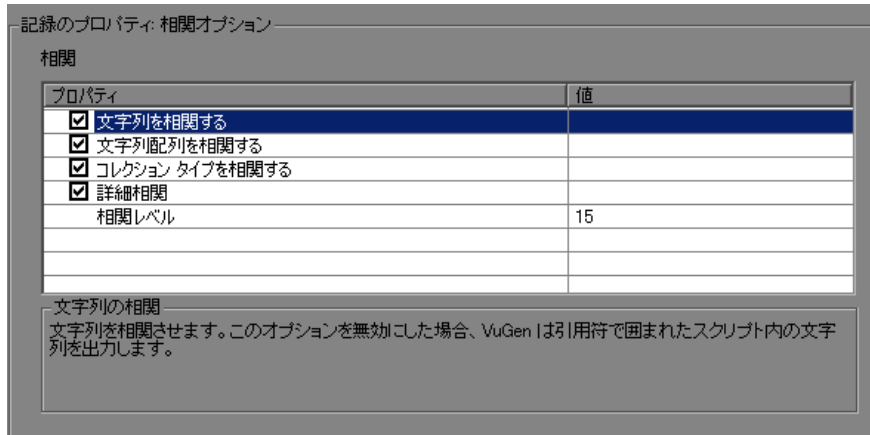 記録のプロパティ: 相関オプション
相関
プロパティ 値
文字列を相関する
文字列配列を相関する
コレクション タイプを相関する
詳細相関
相関レベル 15
文字列の相関
文字列を相関させます。このオプションを無効にした場合、VuGen は引用符で囲まれたスクリプト内の文字
列を出力します。